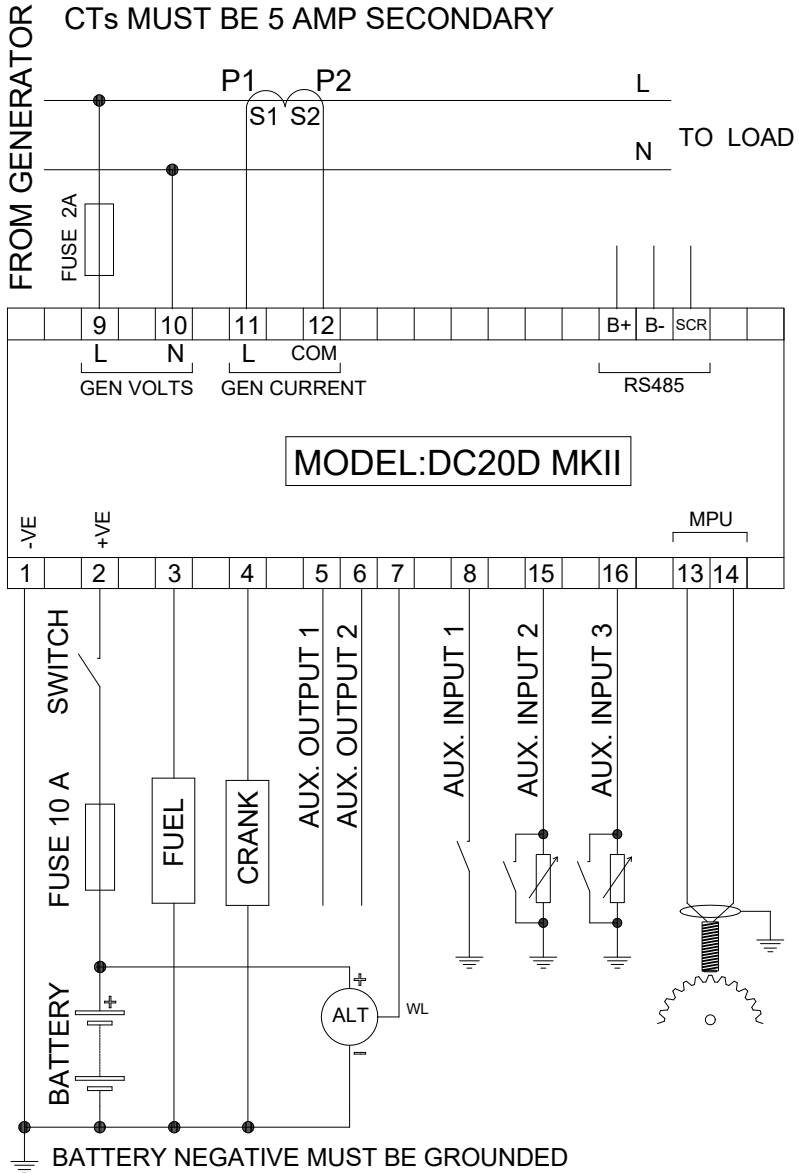 CTs MUST BE 5 AMP SECONDARY
FROM GENERATOR
P1 P2
S1 S2
L
N
TO LOAD
FUSE 2A
9 10 11 12 B+ B- SCR
L N L COM
GEN VOLTS GEN CURRENT RS485
MODEL:DC20D MKII
-VE +VE MPU
1 2 3 4 5 6 7 8 15 16 13 14
SWITCH
FUSE 10 A
FUEL
CRANK
AUX. OUTPUT 1
AUX. OUTPUT 2
AUX. INPUT 1
AUX. INPUT 2
AUX. INPUT 3
BATTERY
+
+
ALT
WL
-
BATTERY NEGATIVE MUST BE GROUNDED